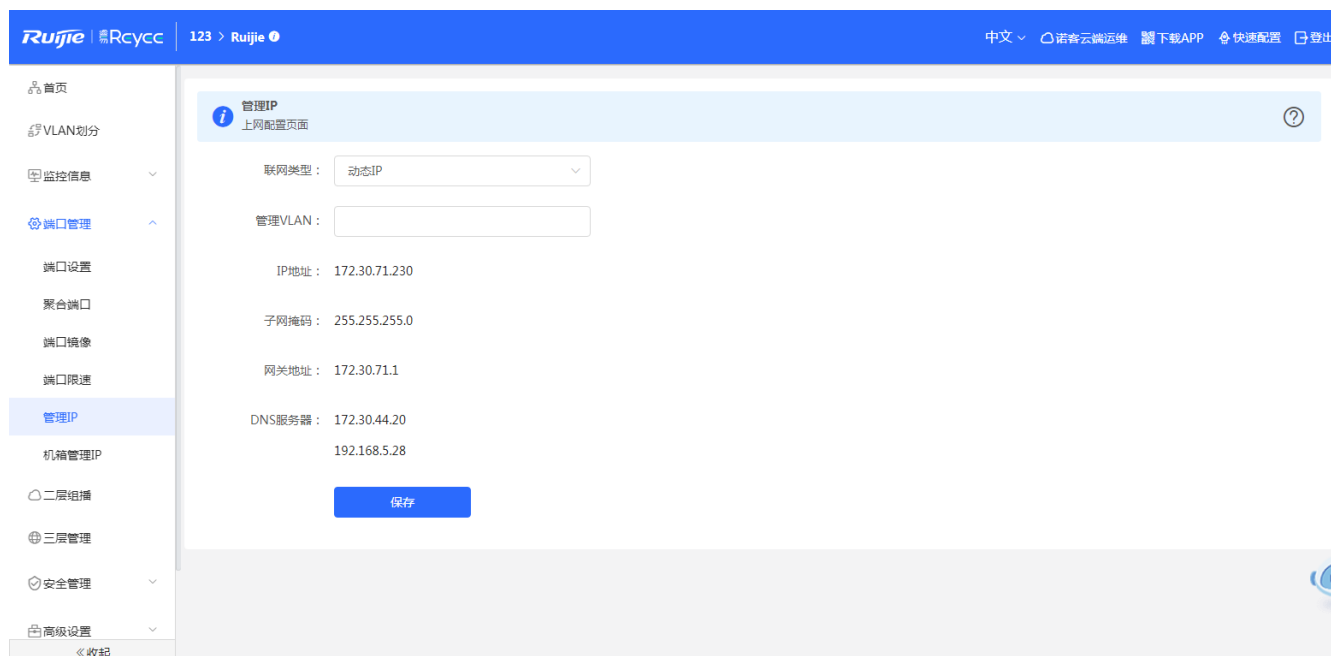 Ruijie | 睿易Rcycc 123 > Ruijie
中文 诺客云端运维 下载APP 快速配置 登出
首页
VLAN划分
监控信息
端口管理
端口设置
聚合端口
端口镜像
端口限速
管理IP
机箱管理IP
二层组播
三层管理
安全管理
高级设置
《收起
管理IP
上网配置页面
联网类型: 动态IP
管理VLAN:
IP地址: 172.30.71.230
子网掩码: 255.255.255.0
网关地址: 172.30.71.1
DNS服务器: 172.30.44.20
192.168.5.28
保存